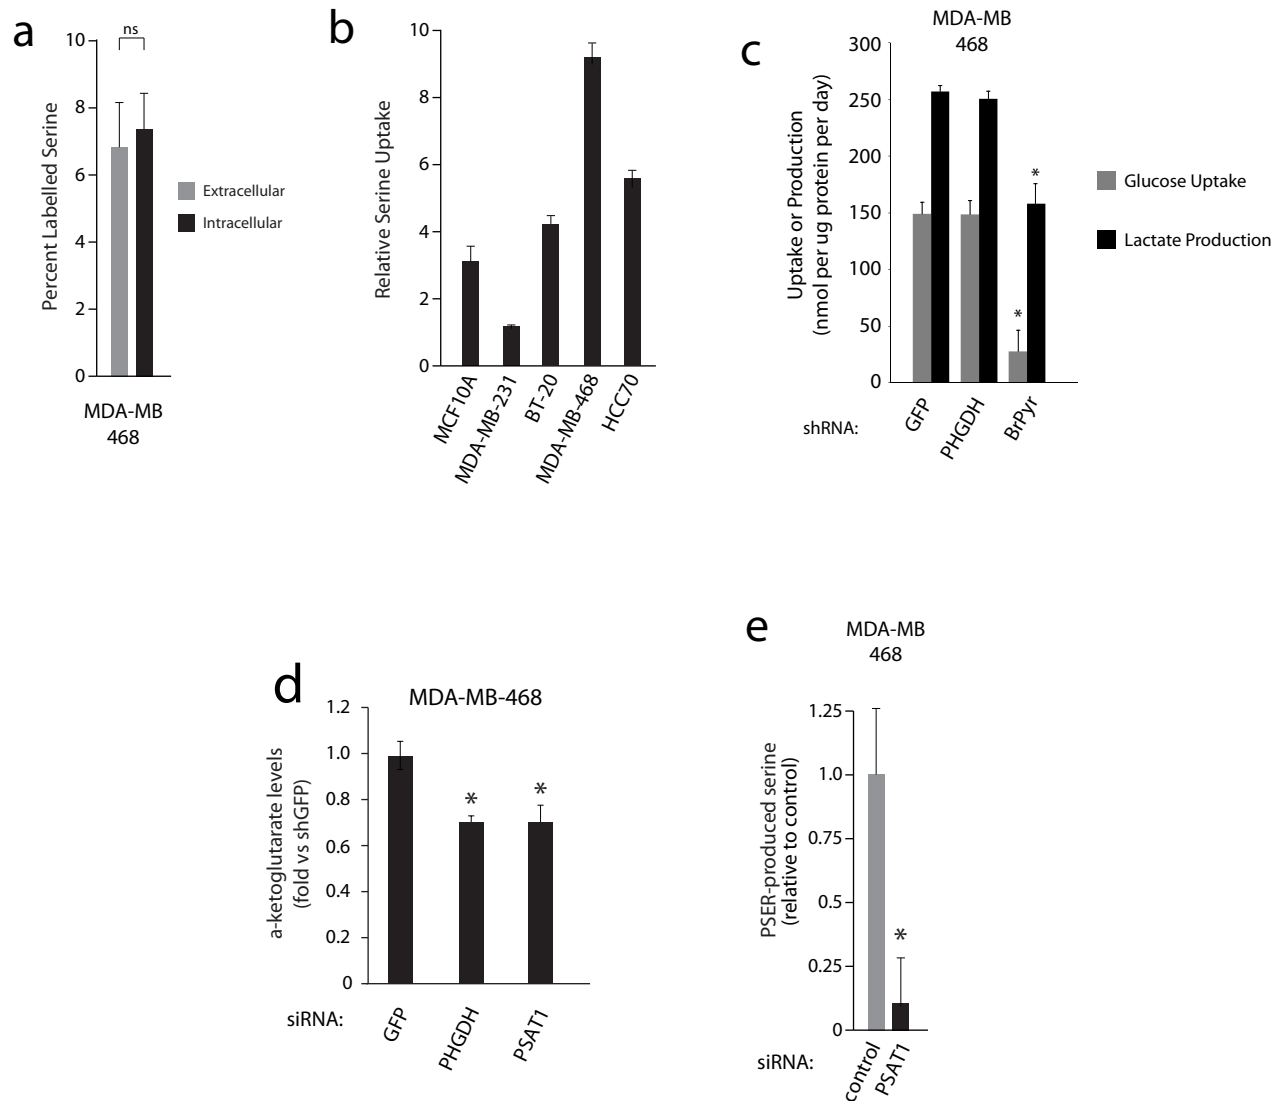 a
ns
10
8
6
4
2
0
Percent Labelled Serine
Extracellular
Intracellular
MDA-MB
468
b
10
8
6
4
2
0
Relative Serine Uptake
MCF10A
MDA-MB-231
BT-20
MDA-MB-468
HCC70
c
MDA-MB
468
300
250
200
150
100
50
0
Uptake or Production
(nmol per ug protein per day)
*
*
Glucose Uptake
Lactate Production
shRNA:
GFP
PHGDH
BrPyr
d
MDA-MB-468
1.2
1.0
0.8
0.6
0.4
0.2
0
a-ketoglutarate levels
(fold vs shGFP)
*
*
siRNA:
GFP
PHGDH
PSAT1
e
MDA-MB
468
1.25
1.0
0.75
0.5
0.25
0
PSER-produced serine
(relative to control)
*
siRNA:
control
PSAT1